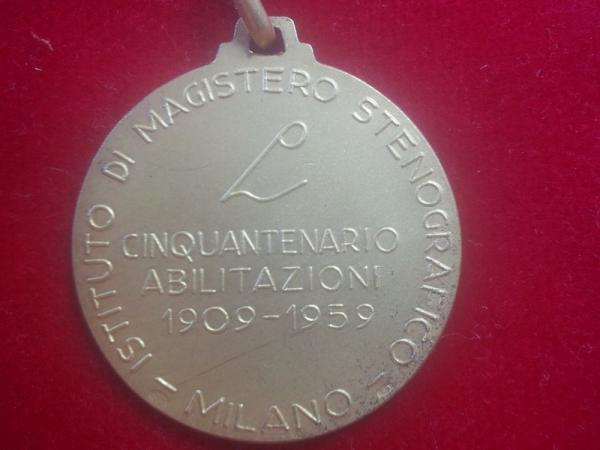 ISTITUTO DI MAGISTERO STENOGRAFICO
CINQUANTENARIO
ABILITAZIONI
1909-1959
- MILANO -